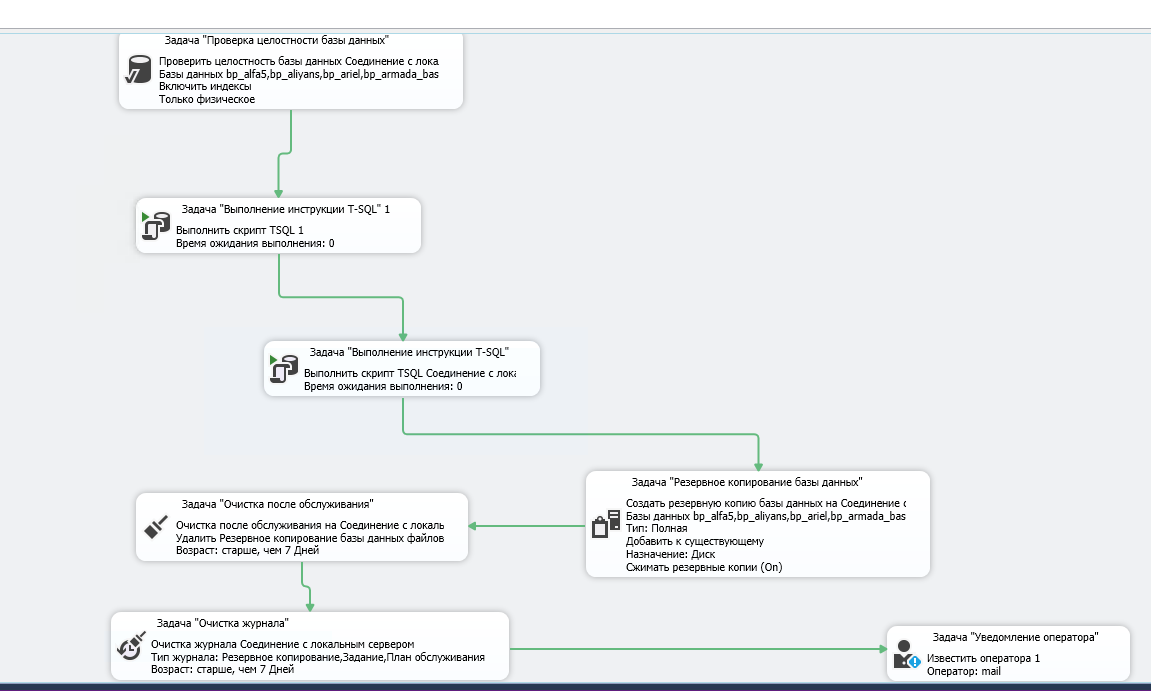 Задача "Проверка целостности базы данных"
Проверить целостность базы данных Соединение с лока
Базы данных bp_alfa5,bp_aliyans,bp_ariel,bp_armada_bas
Включить индексы
Только физическое
Задача "Выполнение инструкции T-SQL" 1
Выполнить скрипт TSQL 1
Время ожидания выполнения: 0
Задача "Выполнение инструкции T-SQL"
Выполнить скрипт TSQL Соединение с лока
Время ожидания выполнения: 0
Задача "Резервное копирование базы данных"
Создать резервную копию базы данных на Соединение с
Базы данных bp_alfa5,bp_aliyans,bp_ariel,bp_armada_bas
Тип: Полная
Добавить к существующему
Назначение: Диск
Сжимать резервные копии (On)
Задача "Очистка после обслуживания"
Очистка после обслуживания на Соединение с локаль
Удалить Резервное копирование базы данных файлов
Возраст: старше, чем 7 Дней
Задача "Очистка журнала"
Очистка журнала Соединение с локальным сервером
Тип журнала: Резервное копирование,Задание,План обслуживания
Возраст: старше, чем 7 Дней
Задача "Уведомление оператора"
Известить оператора 1
Оператор: mail